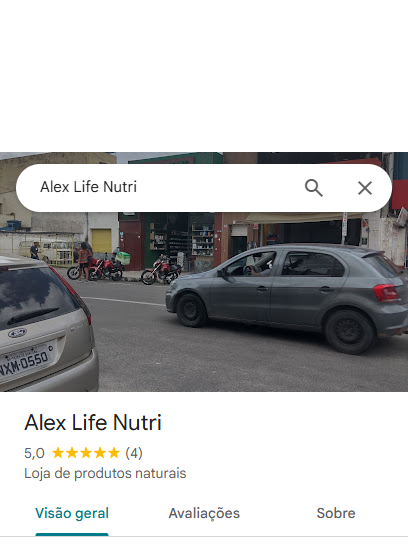 Alex Life Nutri
Ford
NXM-0550
Alex Life Nutri
5,0 ★★★★★ (4)
Loja de produtos naturais
Visão geral Avaliações Sobre